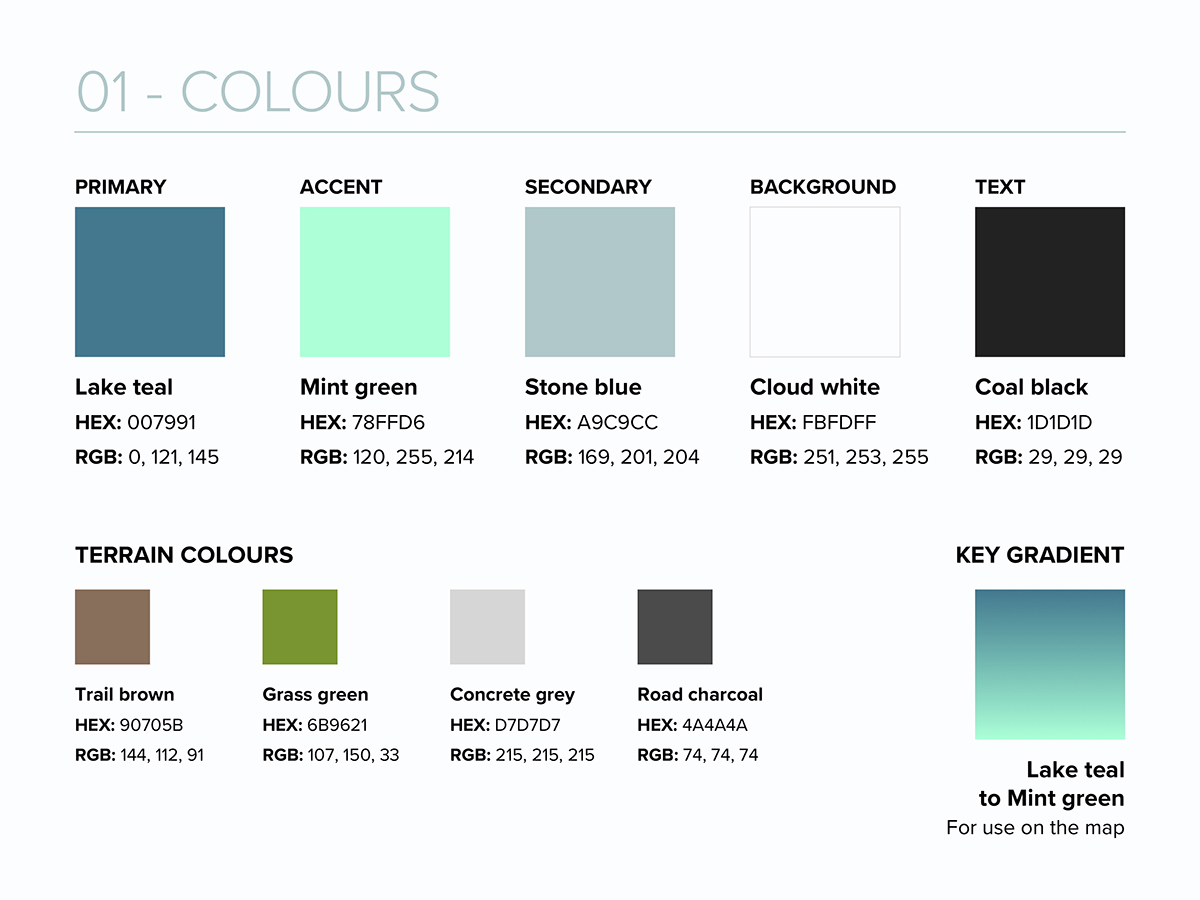 01 - COLOURS
PRIMARY
ACCENT
SECONDARY
BACKGROUND
TEXT
Lake teal
HEX: 007991
RGB: 0, 121, 145
Mint green
HEX: 78FFD6
RGB: 120, 255, 214
Stone blue
HEX: A9C9CC
RGB: 169, 201, 204
Cloud white
HEX: FBFDFF
RGB: 251, 253, 255
Coal black
HEX: 1D1D1D
RGB: 29, 29, 29
TERRAIN COLOURS
Trail brown
HEX: 90705B
RGB: 144, 112, 91
Grass green
HEX: 6B9621
RGB: 107, 150, 33
Concrete grey
HEX: D7D7D7
RGB: 215, 215, 215
Road charcoal
HEX: 4A4A4A
RGB: 74, 74, 74
KEY GRADIENT
Lake teal
to Mint green
For use on the map